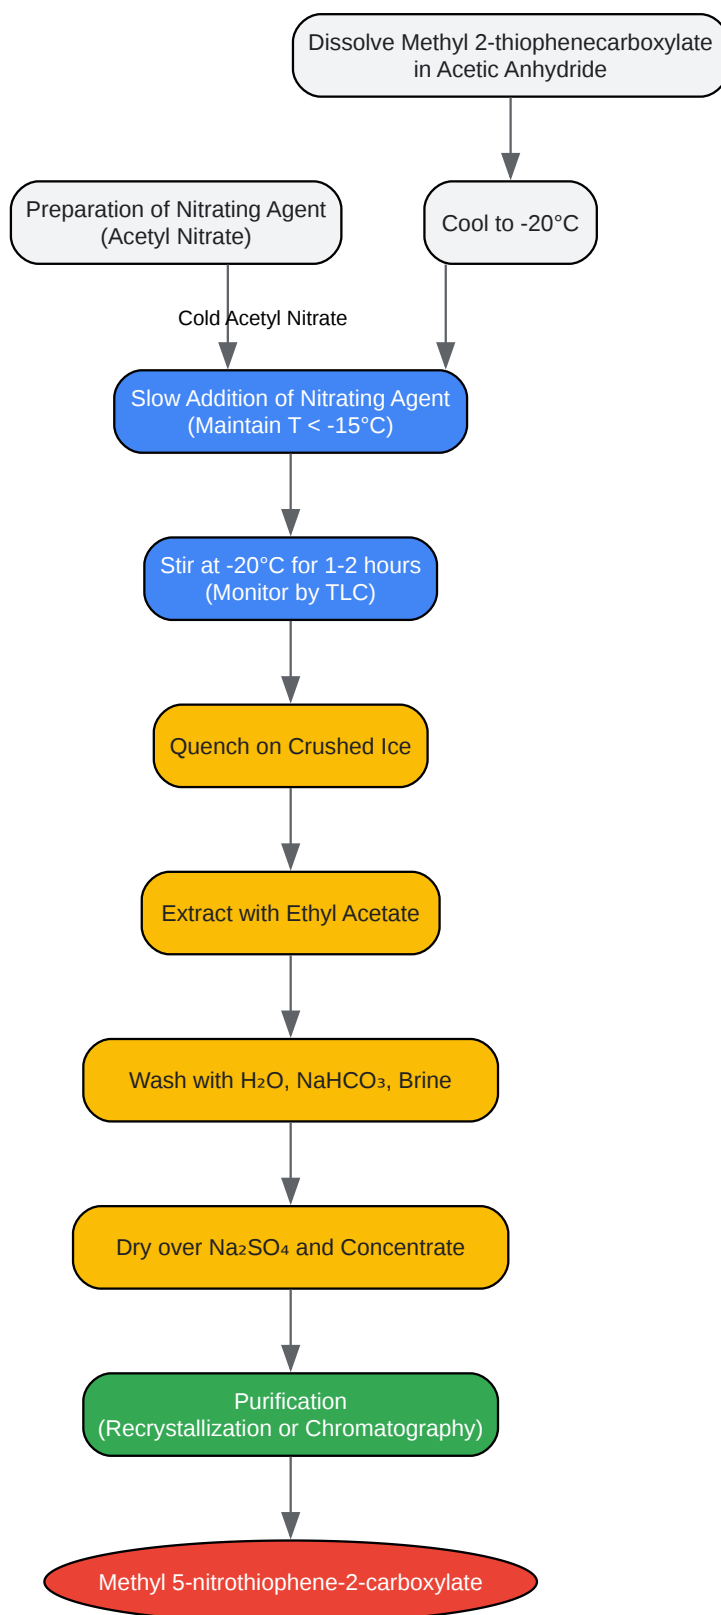 Dissolve Methyl 2-thiophenecarboxylate
in Acetic Anhydride
Preparation of Nitrating Agent
(Acetyl Nitrate)
Cool to -20°C
Cold Acetyl Nitrate
Slow Addition of Nitrating Agent
(Maintain T < -15°C)
Stir at -20°C for 1-2 hours
(Monitor by TLC)
Quench on Crushed Ice
Extract with Ethyl Acetate
Wash with H₂O, NaHCO₃, Brine
Dry over Na₂SO₄ and Concentrate
Purification
(Recrystallization or Chromatography)
Methyl 5-nitrothiophene-2-carboxylate